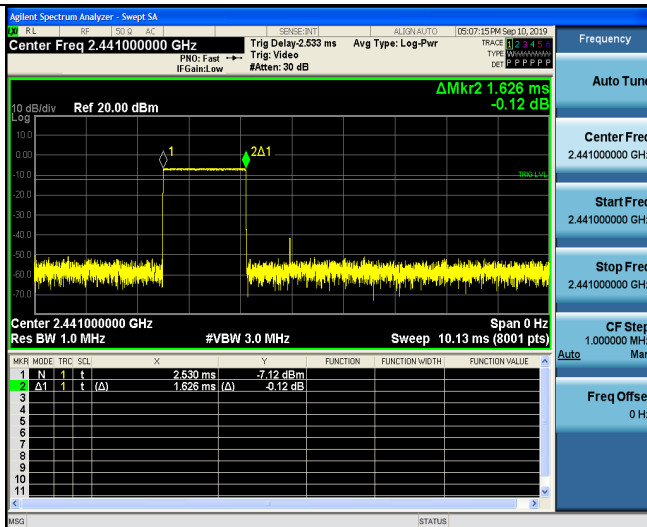 Agilent Spectrum Analyzer - Swept SA
LXI RL RF 50 Ω AC SENSE:INT ALIGN AUTO 05:07:15 PM Sep 10, 2019
Center Freq 2.441000000 GHz Trig Delay-2.533 ms Avg Type: Log-Pwr TRACE 1 2 3 4 5 6
PNO: Fast Trig: Video TYPE
IFGain:Low #Atten: 30 dB DET P P P P P P
ΔMkr2 1.626 ms
10 dB/div Ref 20.00 dBm -0.12 dB
Log
10.0
0.00
-10.0
-20.0
-30.0
-40.0
-50.0
-60.0
-70.0
1
2Δ1
TRIG LVL
Center 2.441000000 GHz Span 0 Hz
Res BW 1.0 MHz #VBW 3.0 MHz Sweep 10.13 ms (8001 pts)
MKR MODE TRC SCL X Y FUNCTION FUNCTION WIDTH FUNCTION VALUE
1 N 1 t 2.530 ms -7.12 dBm
2 Δ1 1 t (Δ) 1.626 ms (Δ) -0.12 dB
3
4
5
6
7
8
9
10
11
MSG STATUS
Frequency
Auto Tune
Center Freq
2.441000000 GHz
Start Freq
2.441000000 GHz
Stop Freq
2.441000000 GHz
CF Step
1.000000 MHz
Auto Man
Freq Offset
0 Hz